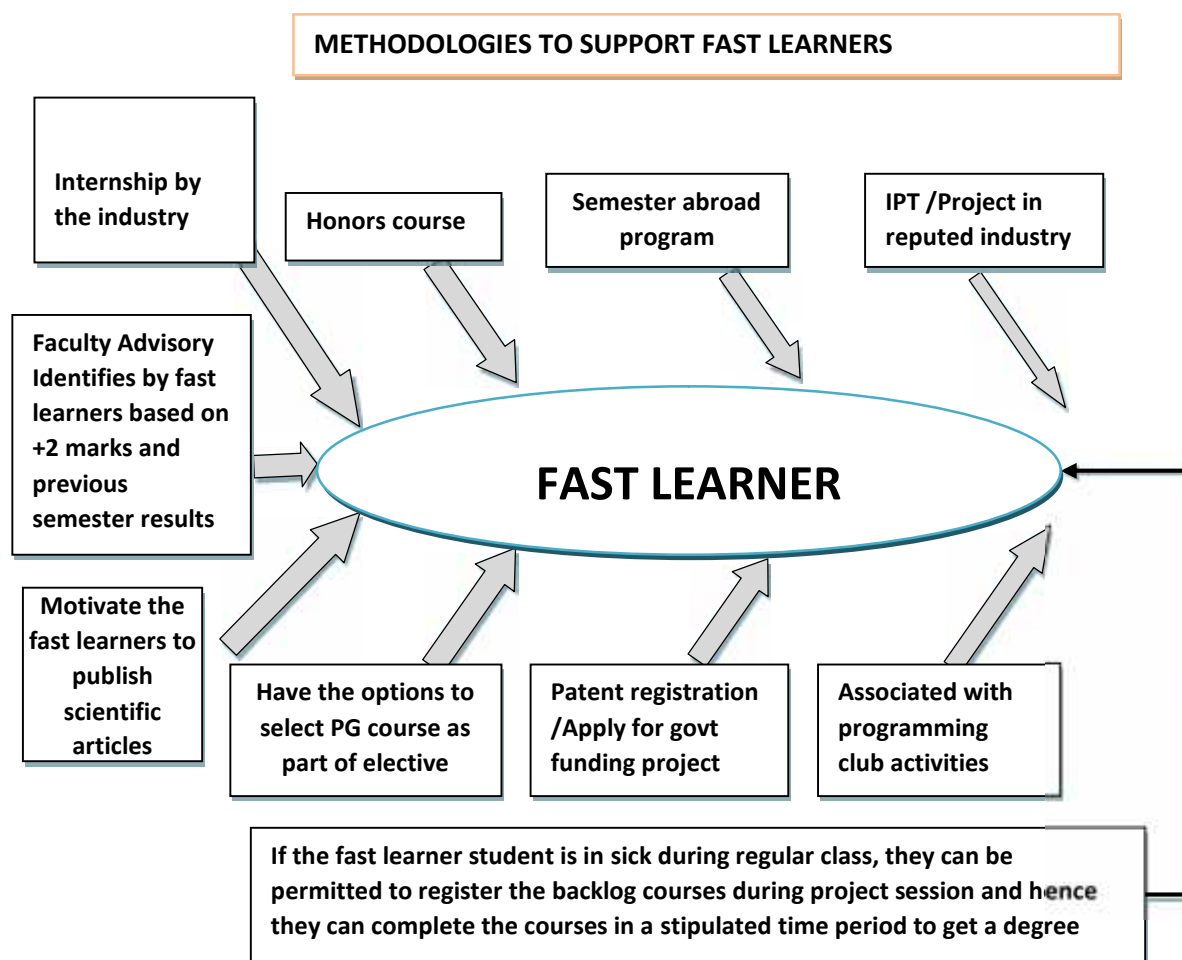 METHODOLOGIES TO SUPPORT FAST LEARNERS
Internship by
the industry
Honors course
Semester abroad
program
IPT /Project in
reputed industry
Faculty Advisory
Identifies by fast
learners based on
+2 marks and
previous
semester results
FAST LEARNER
Motivate the
fast learners to
publish
scientific
articles
Have the options to
select PG course as
part of elective
Patent registration
/Apply for govt
funding project
Associated with
programming
club activities
If the fast learner student is in sick during regular class, they can be
permitted to register the backlog courses during project session and hence
they can complete the courses in a stipulated time period to get a degree